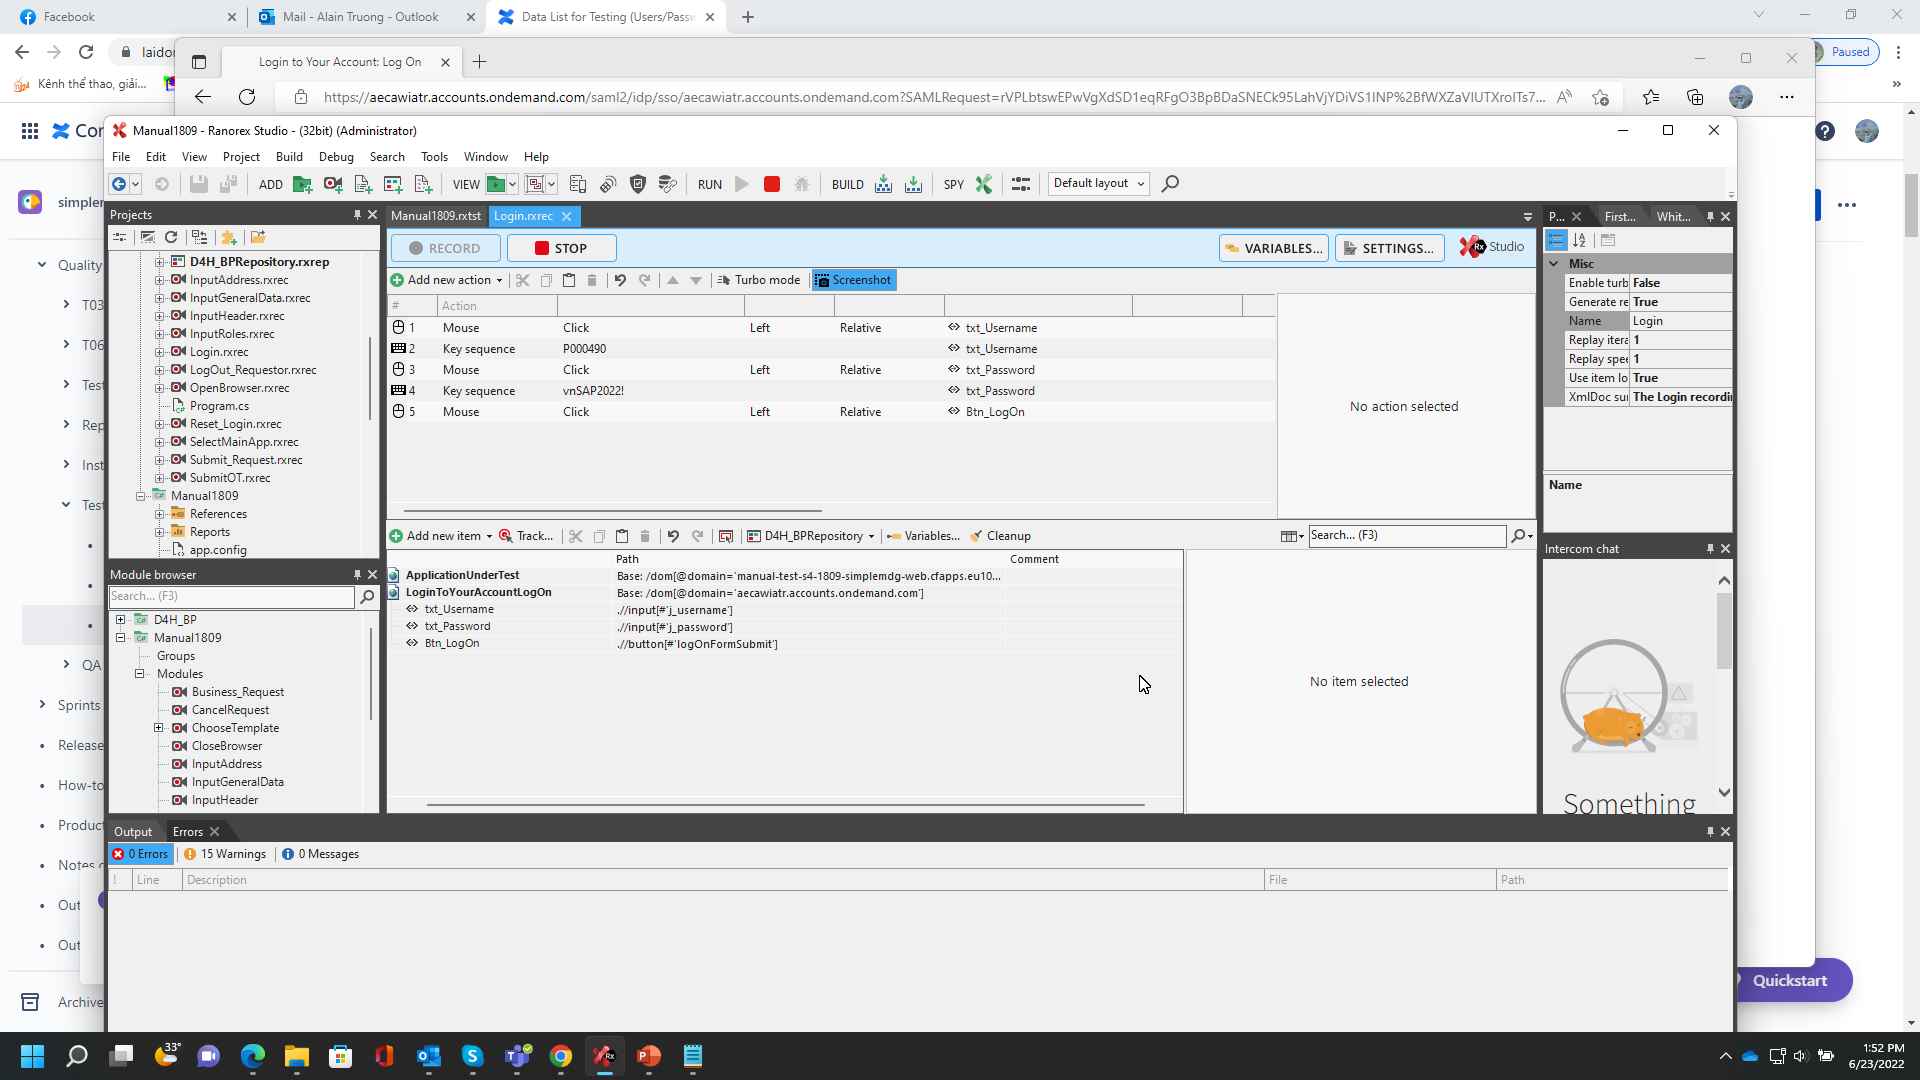 Facebook
Mail - Alain Truong - Outlook
Data List for Testing (Users/Passw
laidon
Paused
Kênh thể thao, giải...
Login to Your Account: Log On
https://aecawiatr.accounts.ondemand.com/saml2/idp/sso/aecawiatr.accounts.ondemand.com?SAMLRequest=
Con
Manual1809 - Ranorex Studio - (32bit) (Administrator)
File Edit View Project Build Debug Search Tools Window Help
ADD VIEW RUN BUILD SPY Default layout
simplen
Projects
Manual1809.rxtst
Login.rxrec
P...
First...
Whit...
RECORD
STOP
VARIABLES...
SETTINGS...
Rx Studio
Add new action
Turbo mode
Screenshot
# Action
1 Mouse Click Left Relative txt_Username
2 Key sequence P000490 txt_Username
3 Mouse Click Left Relative txt_Password
4 Key sequence vnSAP2022! txt_Password
5 Mouse Click Left Relative Btn_LogOn
No action selected
Misc
Enable turb False
Generate re True
Name Login
Replay itera 1
Replay spee 1
Use item lo True
XmlDoc sur The Login recordin
Name
Quality
T03
T06
Test
Rep
Inst
Test
QA
Sprints
Release
How-to
Product
Notes
Out
Out
Archive
D4H_BPRepository.rxrep
InputAddress.rxrec
InputGeneralData.rxrec
InputHeader.rxrec
InputRoles.rxrec
Login.rxrec
LogOut_Requestor.rxrec
OpenBrowser.rxrec
Program.cs
Reset_Login.rxrec
SelectMainApp.rxrec
Submit_Request.rxrec
SubmitOT.rxrec
Manual1809
References
Reports
app.config
Add new item
Track...
D4H_BPRepository
Variables...
Cleanup
Search... (F3)
Path Comment
ApplicationUnderTest Base: /dom[@domain='manual-test-s4-1809-simplemdg-web.cfapps.eu10...
LoginToYourAccountLogOn Base: /dom[@domain='aecawiatr.accounts.ondemand.com']
txt_Username .//input[#'j_username']
txt_Password .//input[#'j_password']
Btn_LogOn .//button[#'logOnFormSubmit']
No item selected
Intercom chat
Something
Module browser
Search... (F3)
D4H_BP
Manual1809
Groups
Modules
Business_Request
CancelRequest
ChooseTemplate
CloseBrowser
InputAddress
InputGeneralData
InputHeader
Output
Errors
0 Errors
15 Warnings
0 Messages
! Line Description File Path
Quickstart
33°
1:52 PM
6/23/2022